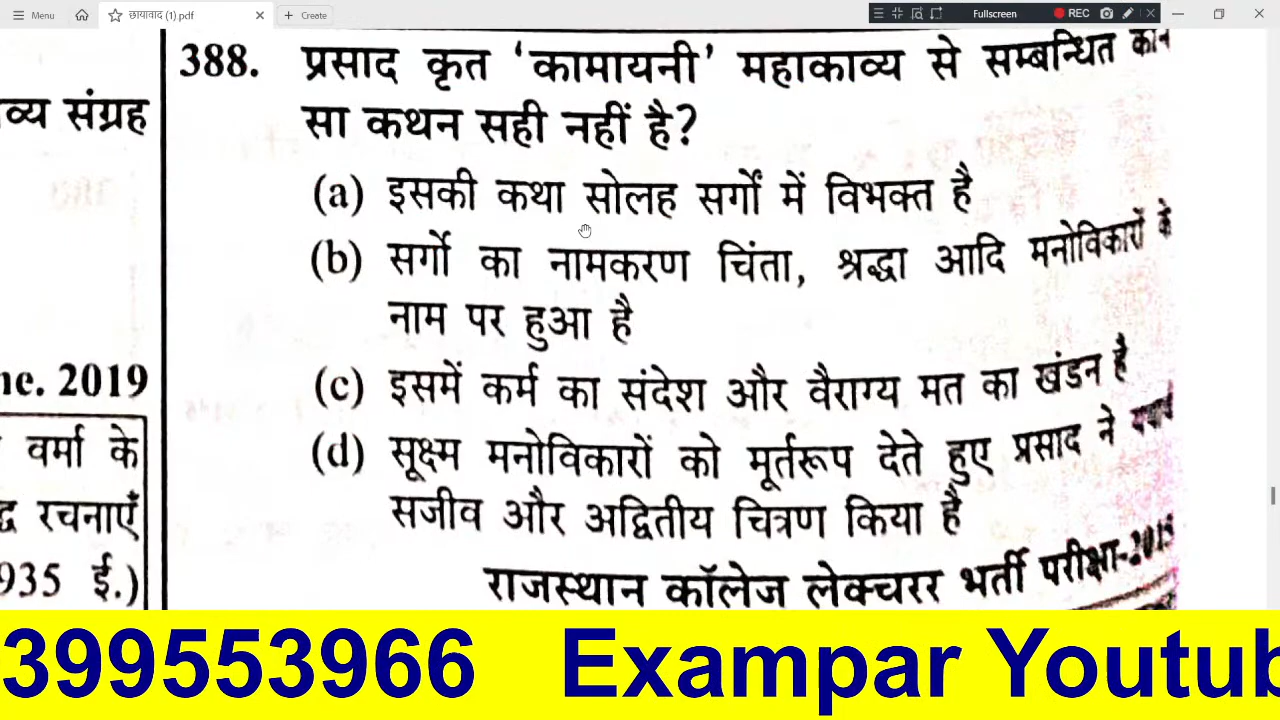 Menu
छायावाद (1).pdf
Create
Fullscreen
REC
व्य संग्रह
ne. 2019
वर्मा के
द्ध रचनाएँ
935 ई.)
388. प्रसाद कृत ‘कामायनी’ महाकाव्य से सम्बन्धित कौन
सा कथन सही नहीं है?
(a) इसकी कथा सोलह सर्गों में विभक्त है
(b) सर्गो का नामकरण चिंता, श्रद्धा आदि मनोविकारों के
नाम पर हुआ है
(c) इसमें कर्म का संदेश और वैराग्य मत का खंडन है
(d) सूक्ष्म मनोविकारों को मूर्तरूप देते हुए प्रसाद ने
सजीव और अद्वितीय चित्रण किया है
राजस्थान कॉलेज लेक्चरर भर्ती परीक्षा-
399553966 Exampar Youtub